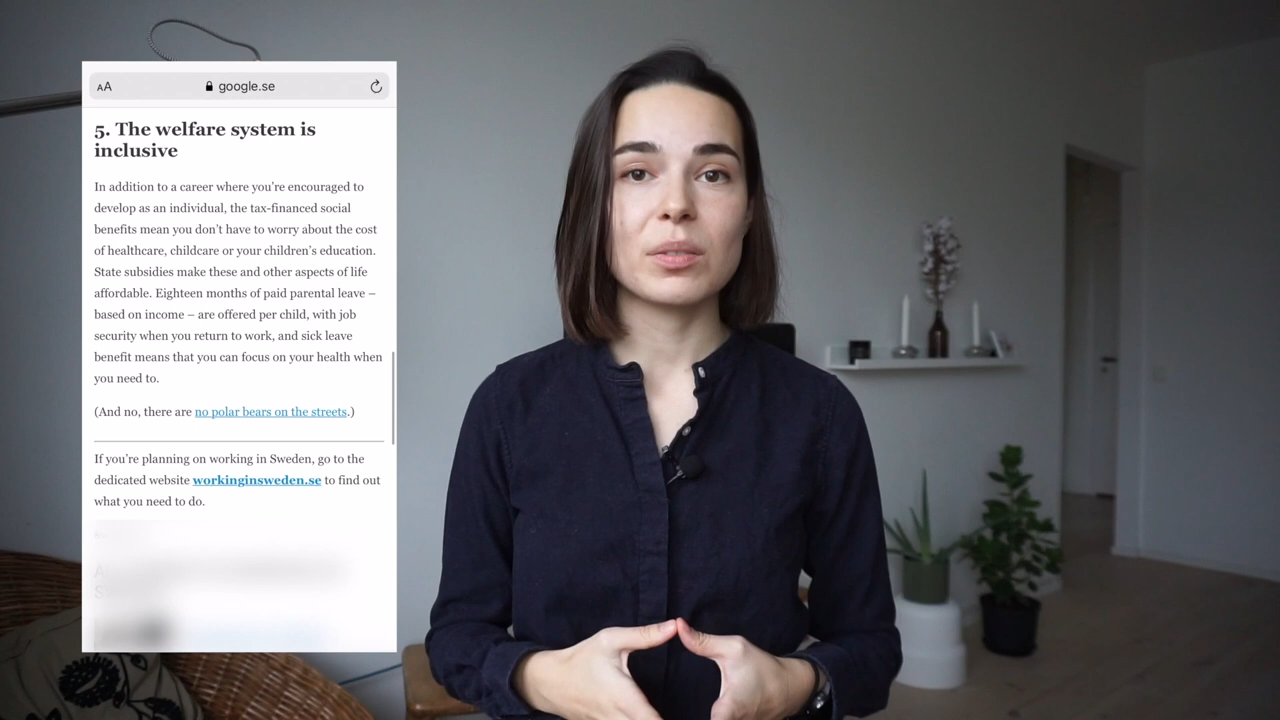 AA google.se
5. The welfare system is
inclusive
In addition to a career where you're encouraged to
develop as an individual, the tax-financed social
benefits mean you don't have to worry about the cost
of healthcare, childcare or your children's education.
State subsidies make these and other aspects of life
affordable. Eighteen months of paid parental leave –
based on income – are offered per child, with job
security when you return to work, and sick leave
benefit means that you can focus on your health when
you need to.
(And no, there are no polar bears on the streets.)
If you're planning on working in Sweden, go to the
dedicated website workinginsweden.se to find out
what you need to do.